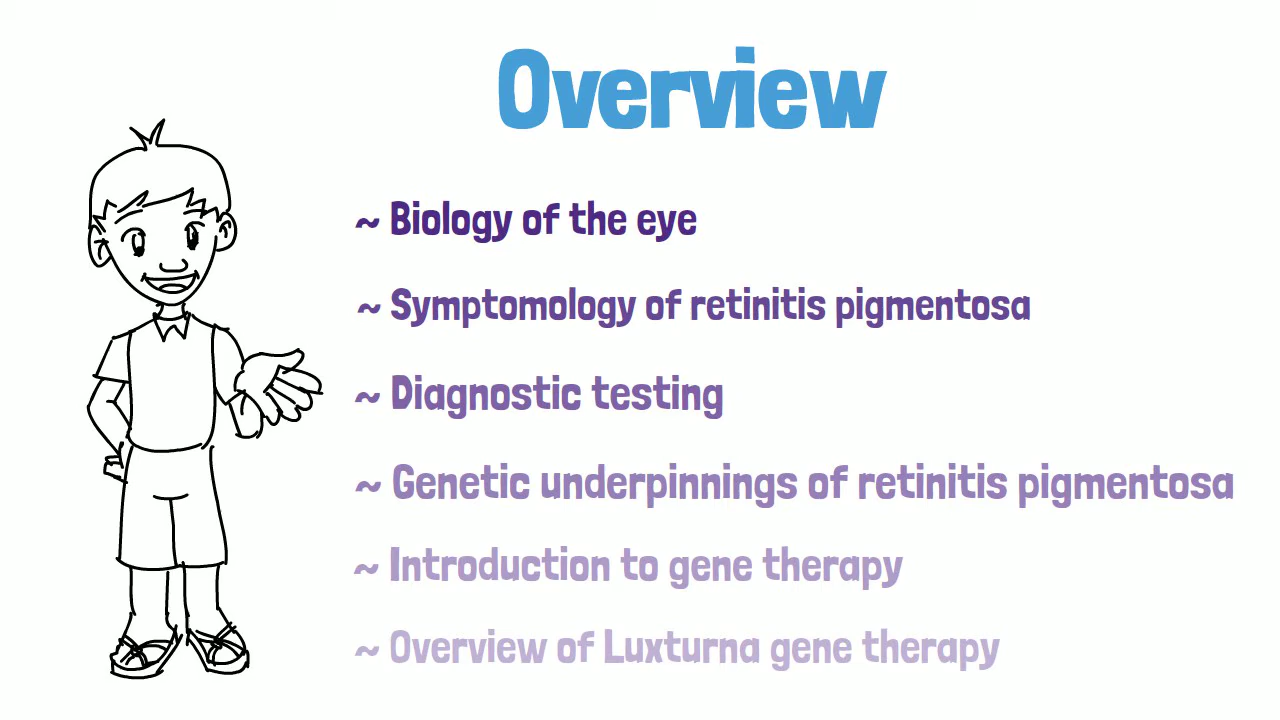 Overview
~ Biology of the eye
~ Symptomology of retinitis pigmentosa
~ Diagnostic testing
~ Genetic underpinnings of retinitis pigmentosa
~ Introduction to gene therapy
~ Overview of Luxturna gene therapy